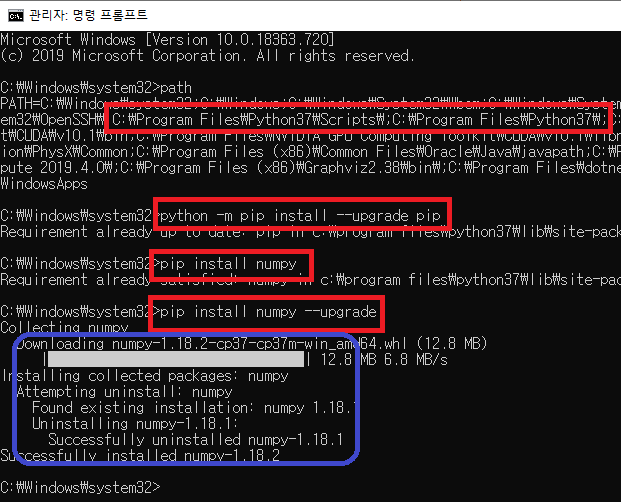 관리자: 명령 프롬프트
Microsoft Windows [Version 10.0.18363.720]
(c) 2019 Microsoft Corporation. All rights reserved.
C:₩Windows₩system32>path
PATH=C:₩Windows₩system32;C:₩Windows;C:₩Windows₩System32₩Wbem;C:₩Windows₩System
em32₩OpenSSH₩;C:₩Program Files₩Python37₩Scripts₩;C:₩Program Files₩Python37₩;C
t₩CUDA₩v10.1₩bin;C:₩Program Files₩NVIDIA GPU Computing Toolkit₩CUDA₩v10.1₩lib
ion₩PhysX₩Common;C:₩Program Files (x86)₩Common Files₩Oracle₩Java₩javapath;C:₩P
pute 2019.4.0₩;C:₩Program Files (x86)₩Graphviz2.38₩bin₩;C:₩Program Files₩dotne
WindowsApps
C:₩Windows₩system32>python -m pip install --upgrade pip
Requirement already up-to-date: pip in c:₩program files₩python37₩lib₩site-pack
C:₩Windows₩system32>pip install numpy
Requirement already satisfied: numpy in c:₩program files₩python37₩lib₩site-pac
C:₩Windows₩system32>pip install numpy --upgrade
Collecting numpy
Downloading numpy-1.18.2-cp37-cp37m-win_amd64.whl (12.8 MB)
| | 12.8 MB 6.8 MB/s
Installing collected packages: numpy
Attempting uninstall: numpy
Found existing installation: numpy 1.18.1
Uninstalling numpy-1.18.1:
Successfully uninstalled numpy-1.18.1
Successfully installed numpy-1.18.2
C:₩Windows₩system32>